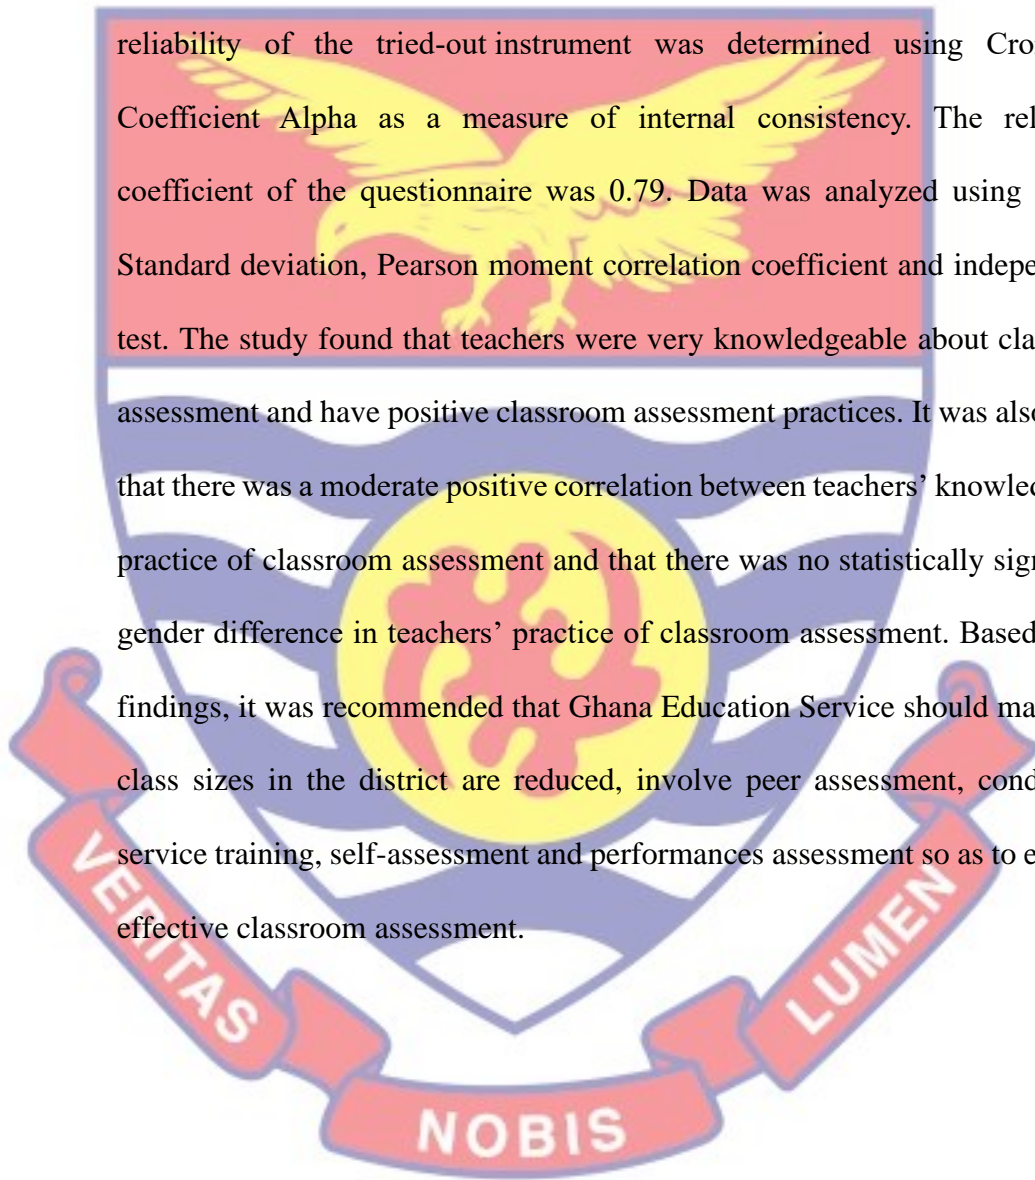 reliability of the tried-out instrument was determined using Cro
Coefficient Alpha as a measure of internal consistency. The rel
coefficient of the questionnaire was 0.79. Data was analyzed using
Standard deviation, Pearson moment correlation coefficient and indepe
test. The study found that teachers were very knowledgeable about cla
assessment and have positive classroom assessment practices. It was also
that there was a moderate positive correlation between teachers’ knowled
practice of classroom assessment and that there was no statistically sign
gender difference in teachers’ practice of classroom assessment. Based
findings, it was recommended that Ghana Education Service should ma
class sizes in the district are reduced, involve peer assessment, cond
service training, self-assessment and performances assessment so as to e
effective classroom assessment.
VERITAS
NOBIS
LUMEN